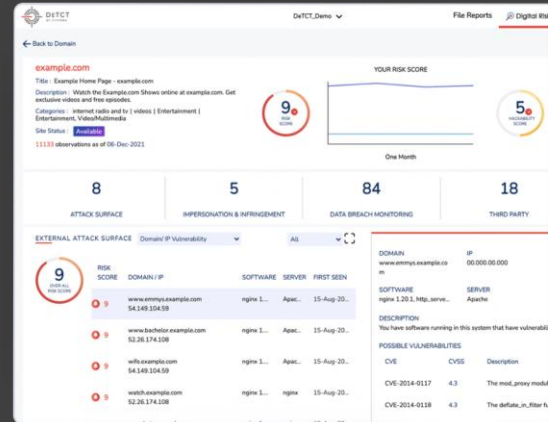 DETCT
DeTCT_Demo
File Reports
Digital Ris
Back to Domain
example.com
Title : Example Home Page - example.com
Description : Watch the Example.com Shows online at example.com. Get
exclusive videos and free episodes.
Categories : internet radio and tv | videos | Entertainment |
Entertainment, Video/Multimedia
Site Status : Available
11133 observations as of 06-Dec-2021
9
RISK
SCORE
YOUR RISK SCORE
One Month
5
HACKABILITY
SCORE
8
ATTACK SURFACE
5
IMPERSONATION & INFRINGEMENT
84
DATA BREACH MONITORING
18
THIRD PARTY
EXTERNAL ATTACK SURFACE Domain/ IP Vulnerability All
9
OVER ALL
RISK SCORE
RISK
SCORE DOMAIN / IP SOFTWARE SERVER FIRST SEEN
9 www.emmys.example.com nginx 1.... Apac... 15-Aug-20...
54.149.104.59
9 www.bachelor.example.com nginx 1.... Apac... 15-Aug-20...
52.26.174.108
9 wife.example.com nginx 1.... Apac... 15-Aug-20...
54.149.104.59
9 watch.example.com nginx 1.... nginx 15-Aug-20...
52.26.174.108
DOMAIN IP
www.emmys.example.co 00.000.00.000
m
SOFTWARE SERVER
nginx 1.20.1, http_serve... Apache
DESCRIPTION
You have software running in this system that have vulnerabili
POSSIBLE VULNERABILITIES
CVE CVSS Description
CVE-2014-0117 4.3 The mod_proxy modul
CVE-2014-0118 4.3 The deflate_in_filter fu